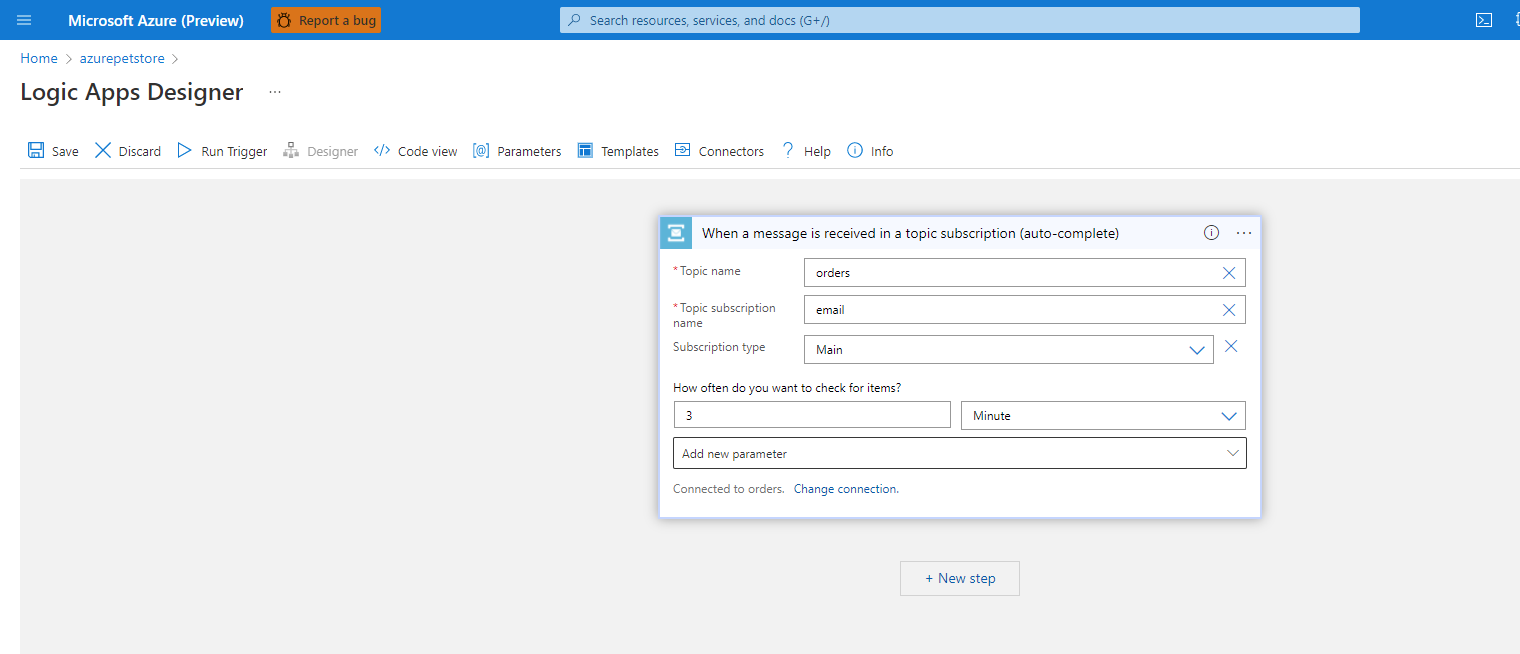 Microsoft Azure (Preview) Report a bug Search resources, services, and docs (G+/)
Home > azurepetstore >
Logic Apps Designer ...
Save Discard Run Trigger Designer Code view Parameters Templates Connectors Help Info
When a message is received in a topic subscription (auto-complete)
*Topic name orders
*Topic subscription name email
Subscription type Main
How often do you want to check for items?
3 Minute
Add new parameter
Connected to orders. Change connection.
+ New step